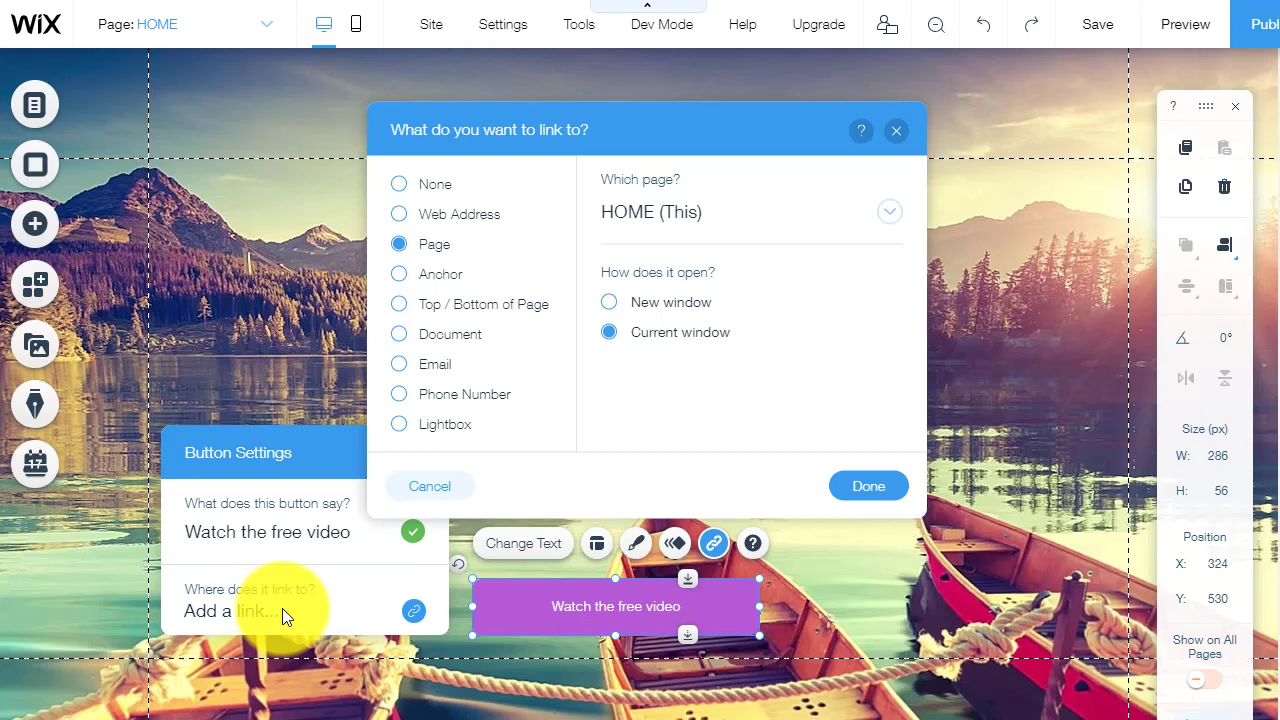 WiX
Page: HOME
Site
Settings
Tools
Dev Mode
Help
Upgrade
Save
Preview
Publ
What do you want to link to?
?
None
Web Address
Page
Anchor
Top / Bottom of Page
Document
Email
Phone Number
Lightbox
Which page?
HOME (This)
How does it open?
New window
Current window
Cancel
Done
Button Settings
What does this button say?
Watch the free video
Where does it link to?
Add a link...
Change Text
?
Watch the free video
17
?
0°
Size (px)
W: 286
H: 56
Position
X: 324
Y: 530
Show on All
Pages